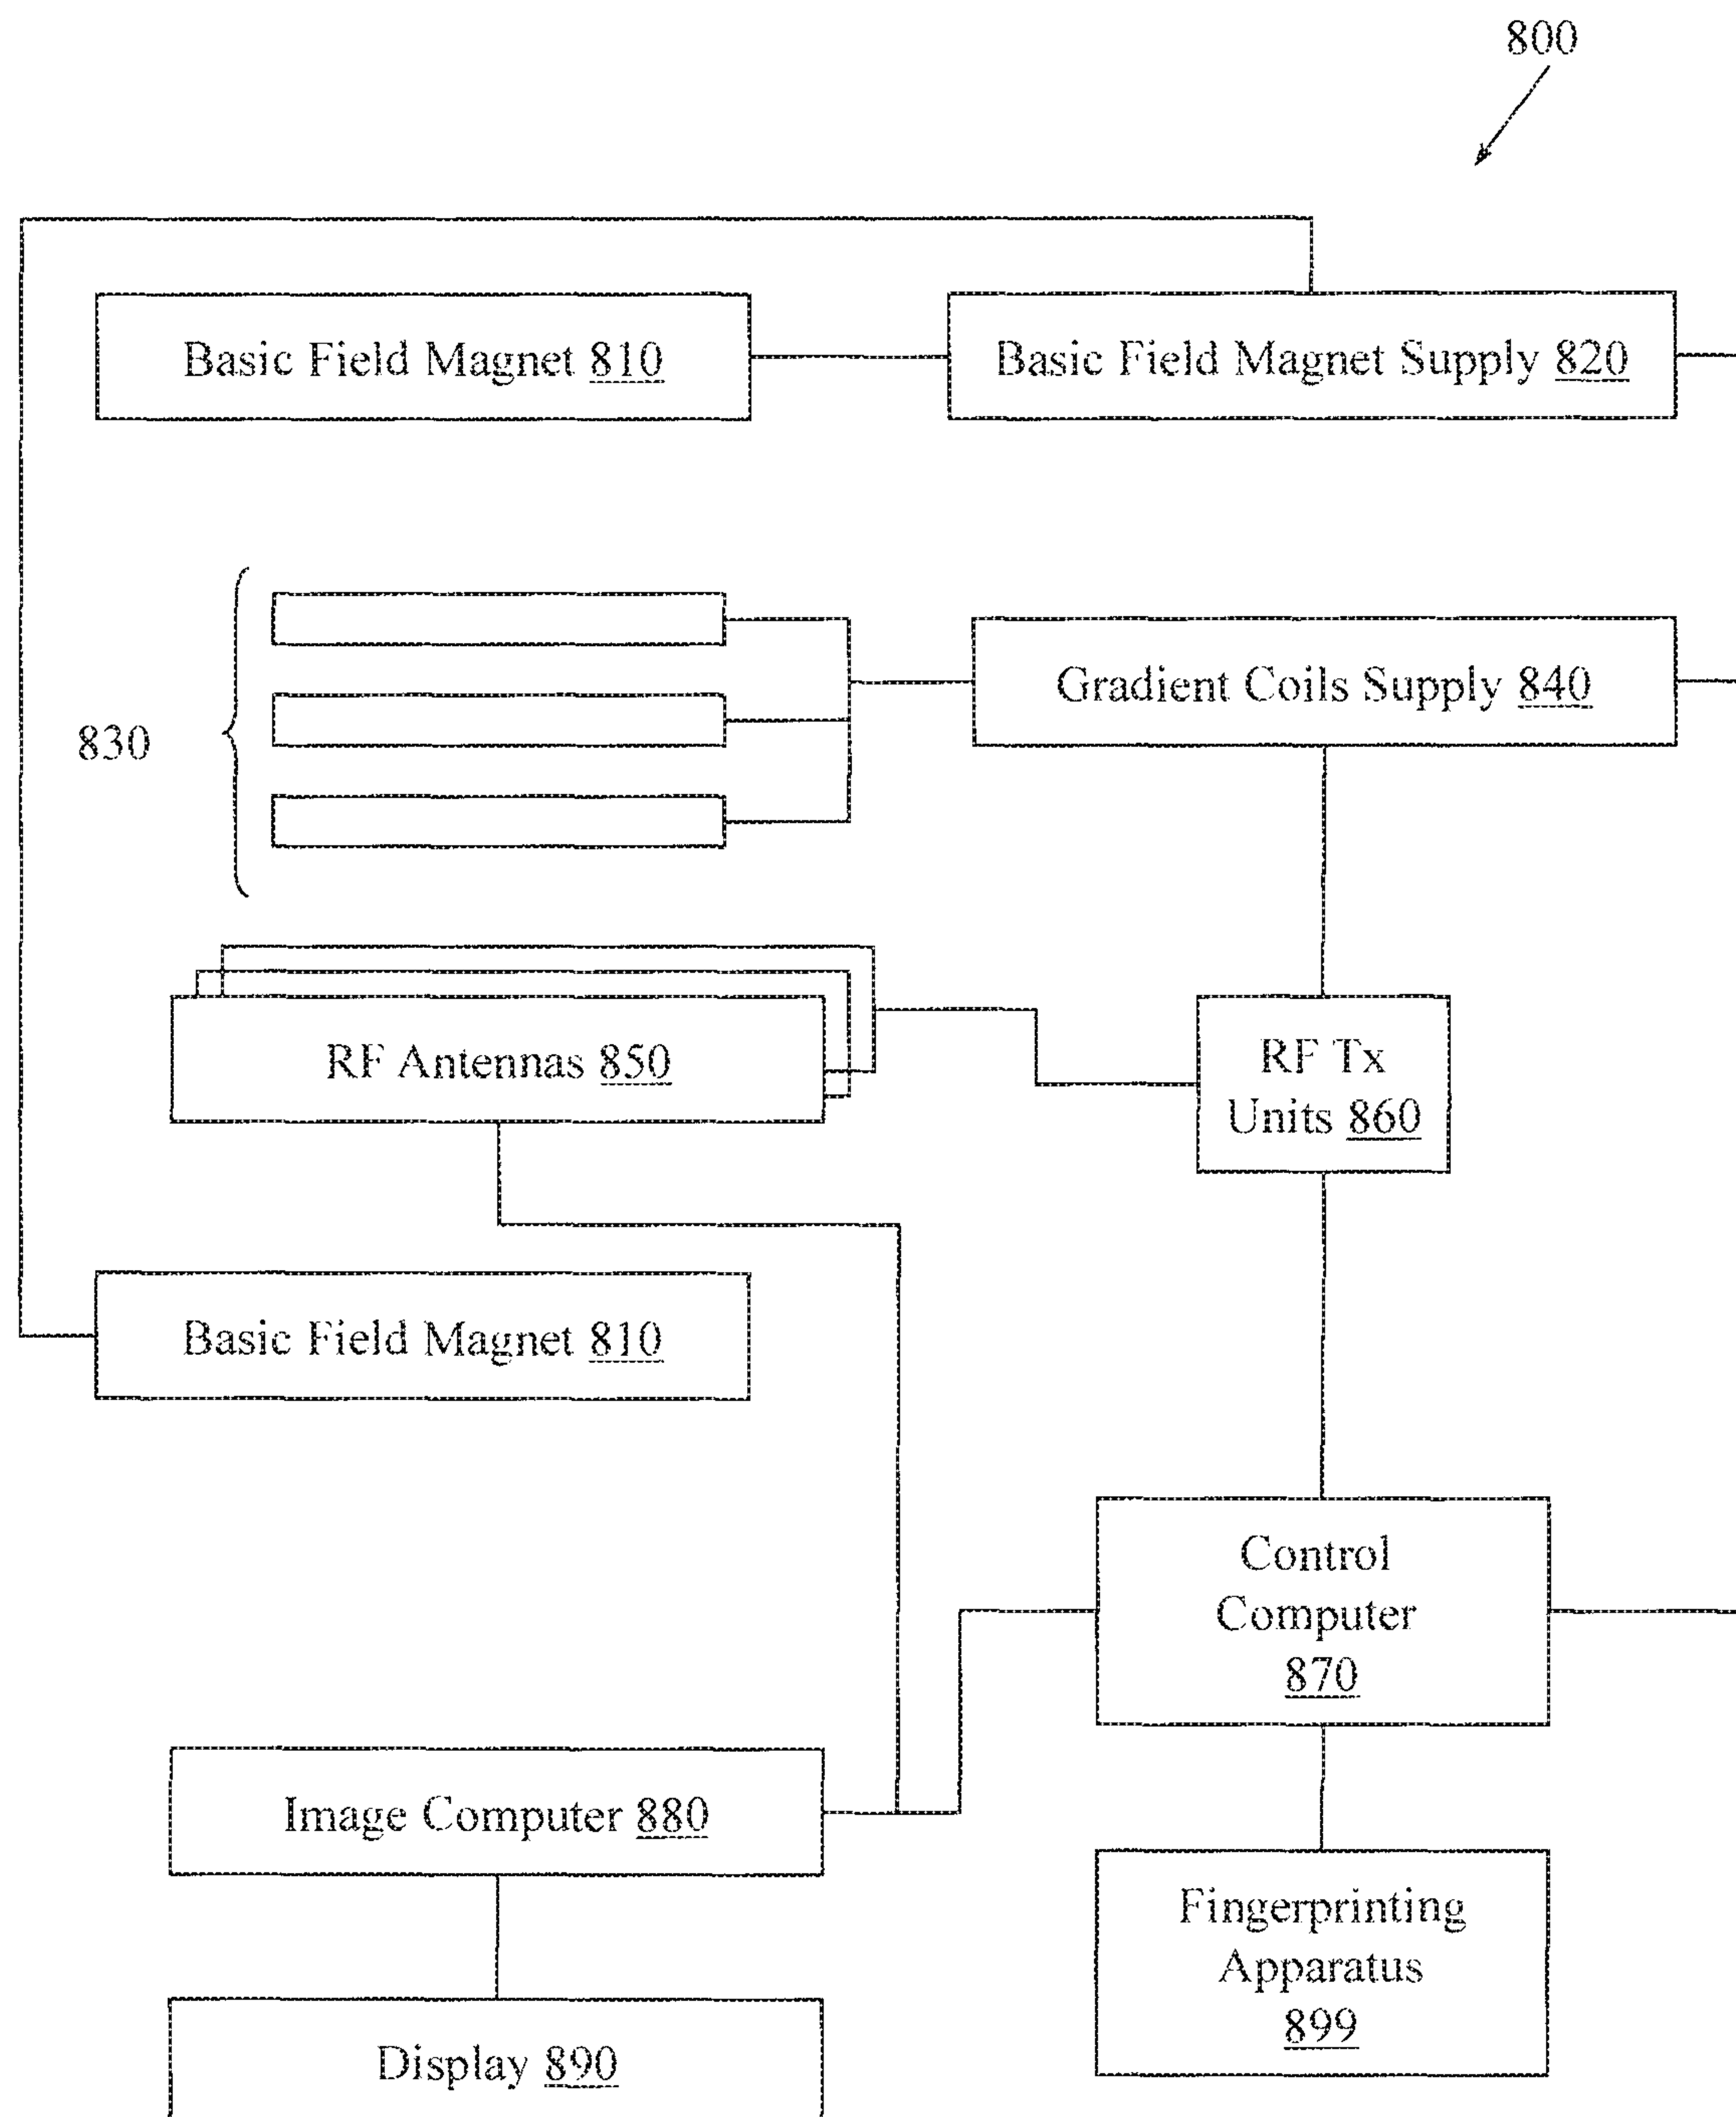 800
Basic Field Magnet 810
Basic Field Magnet Supply 820
830
Gradient Coils Supply 840
RF Antennas 850
RF Tx
Units 860
Basic Field Magnet 810
Control
Computer
870
Image Computer 880
Fingerprinting
Apparatus
899
Display 890